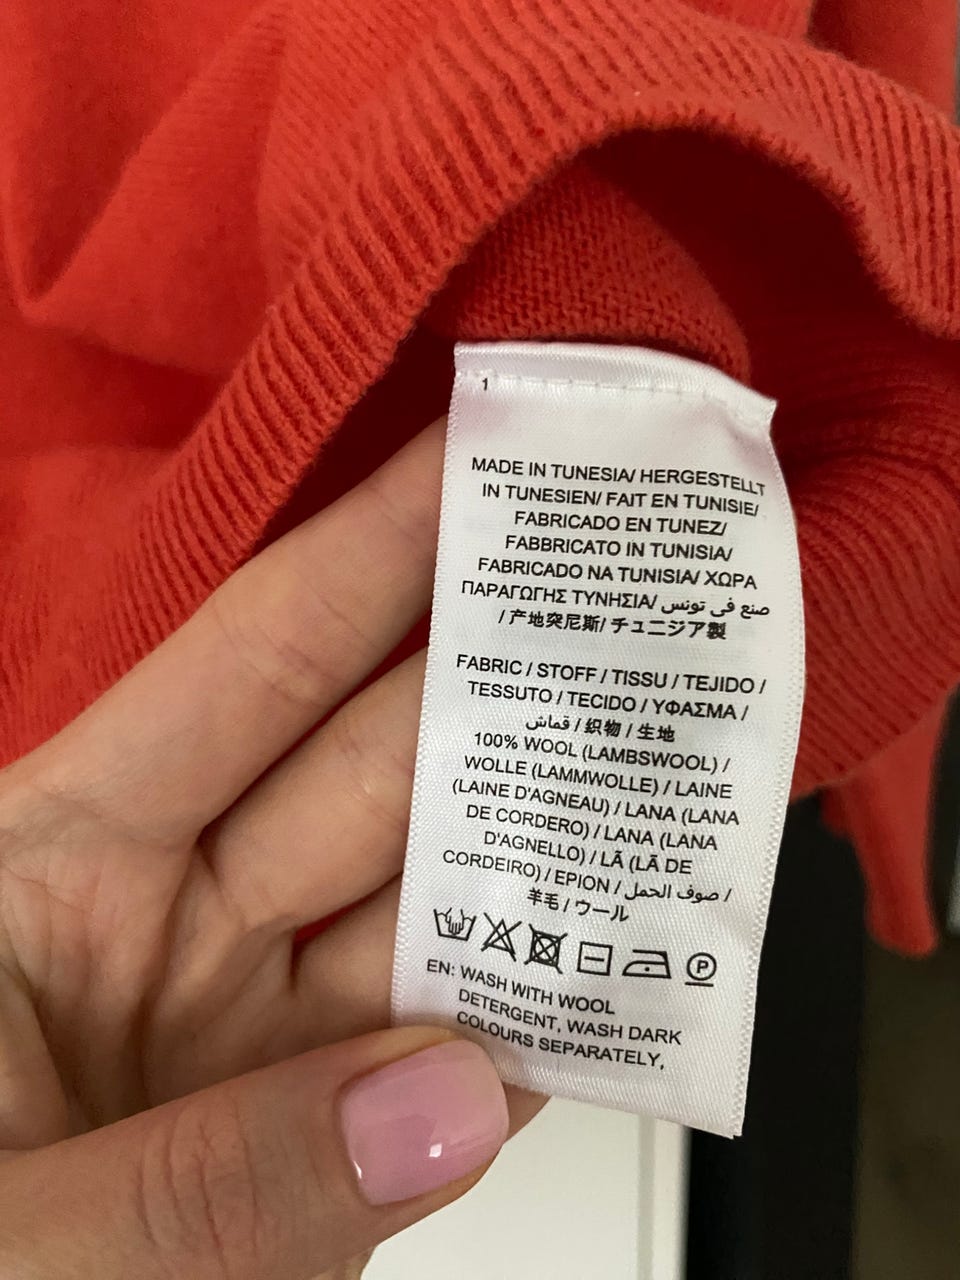 1
MADE IN TUNESIA/ HERGESTELLT
IN TUNESIEN/ FAIT EN TUNISIE/
FABRICADO EN TUNEZ/
FABBRICATO IN TUNISIA/
FABRICADO NA TUNISIA/ ΧΩΡΑ
ΠΑΡΑΓΩΓΗΣ ΤΥΝΗΣΙΑ/ صنع في تونس
/ 产地突尼斯/ チュニジア製
FABRIC / STOFF / TISSU / TEJIDO /
TESSUTO / TECIDO / ΥΦΑΣΜΑ /
قماش / 织物 / 生地
100% WOOL (LAMBSWOOL) /
WOLLE (LAMMWOLLE) / LAINE
(LAINE D'AGNEAU) / LANA (LANA
DE CORDERO) / LANA (LANA
D'AGNELLO) / LÃ (LÃ DE
CORDEIRO) / ΕΡΙΟΝ / صوف الحمل /
羊毛 / ウール
P
EN: WASH WITH WOOL
DETERGENT, WASH DARK
COLOURS SEPARATELY,